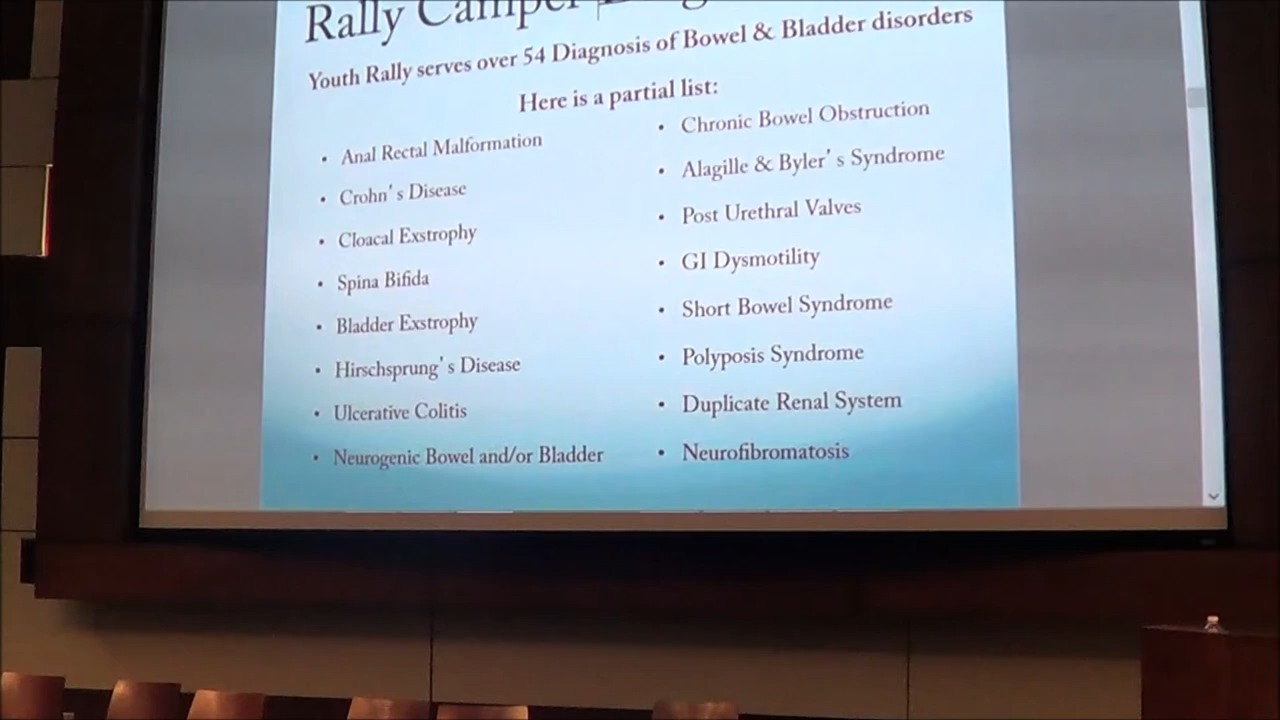 Rally Camper
Youth Rally serves over 54 Diagnosis of Bowel & Bladder disorders
Here is a partial list:
• Anal Rectal Malformation
• Crohn's Disease
• Cloacal Exstrophy
• Spina Bifida
• Bladder Exstrophy
• Hirschsprung's Disease
• Ulcerative Colitis
• Neurogenic Bowel and/or Bladder
• Chronic Bowel Obstruction
• Alagille & Byler's Syndrome
• Post Urethral Valves
• GI Dysmotility
• Short Bowel Syndrome
• Polyposis Syndrome
• Duplicate Renal System
• Neurofibromatosis